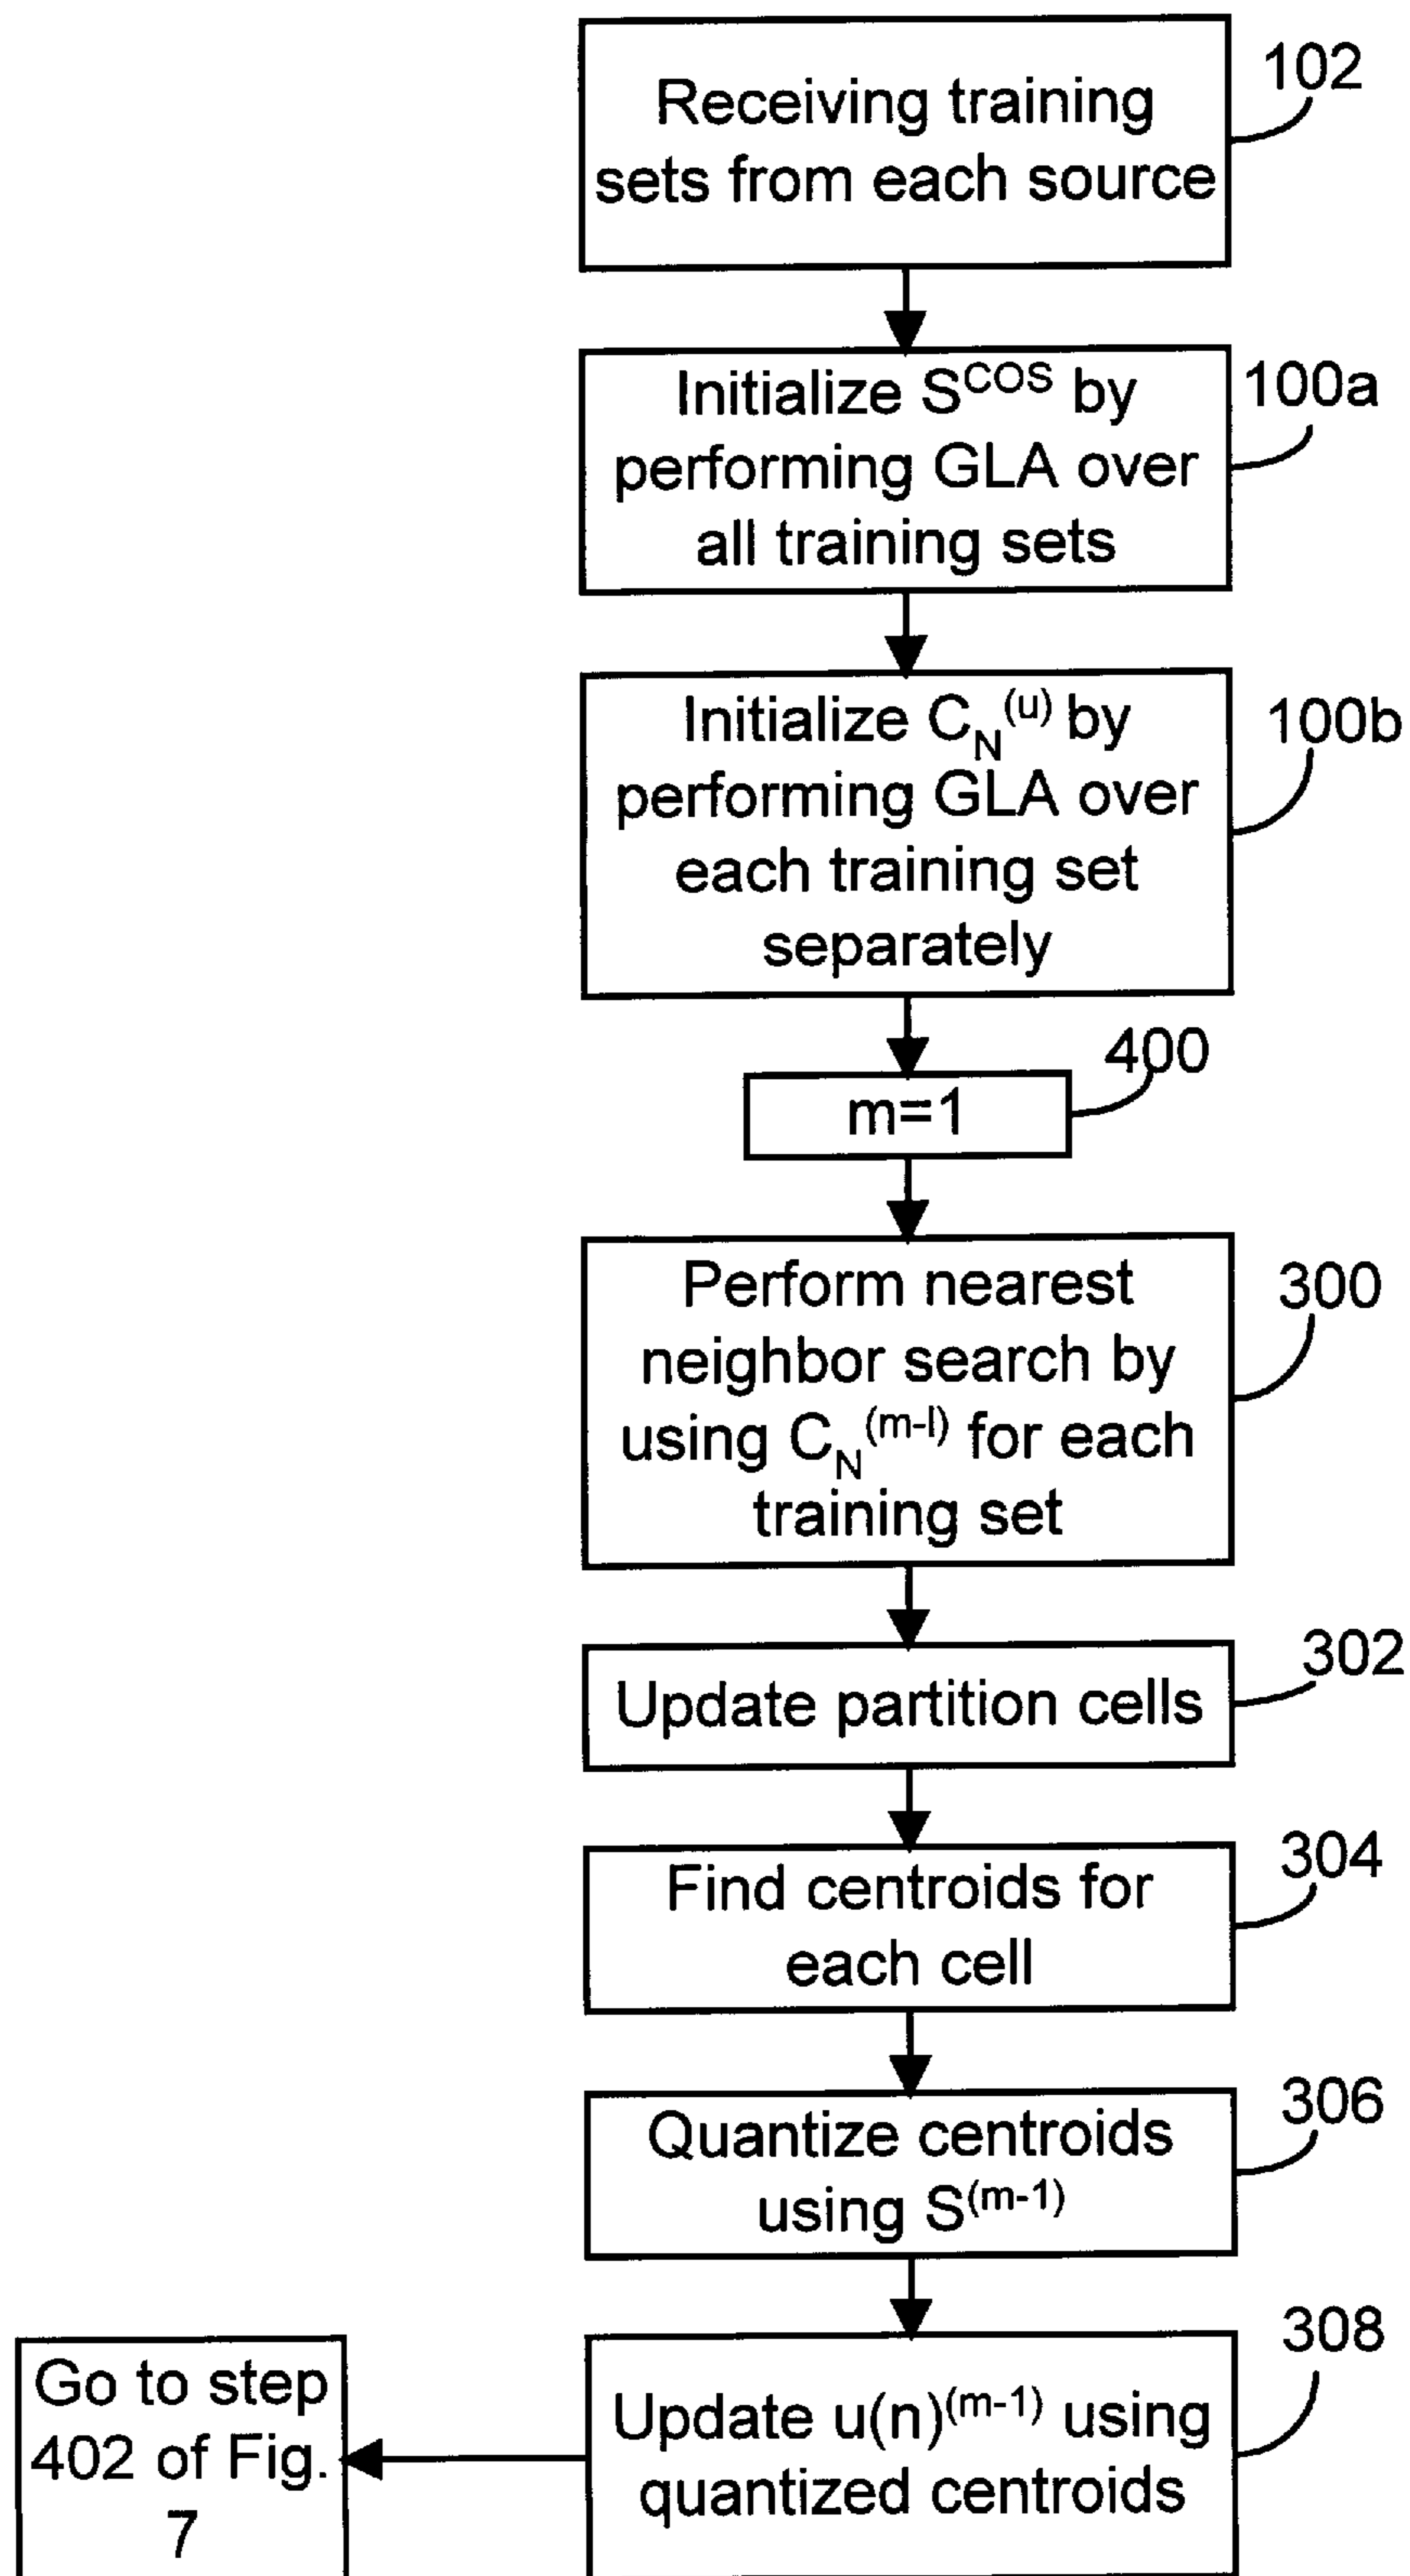 Receiving training
sets from each source
102
Initialize S^COS by
performing GLA over
all training sets
100a
Initialize C_N^(u) by
performing GLA over
each training set
separately
100b
m=1
400
Perform nearest
neighbor search by
using C_N^(m-l) for each
training set
300
Update partition cells
302
Find centroids for
each cell
304
Quantize centroids
using S^(m-1)
306
Update u(n)^(m-1) using
quantized centroids
308
Go to step
402 of Fig.
7